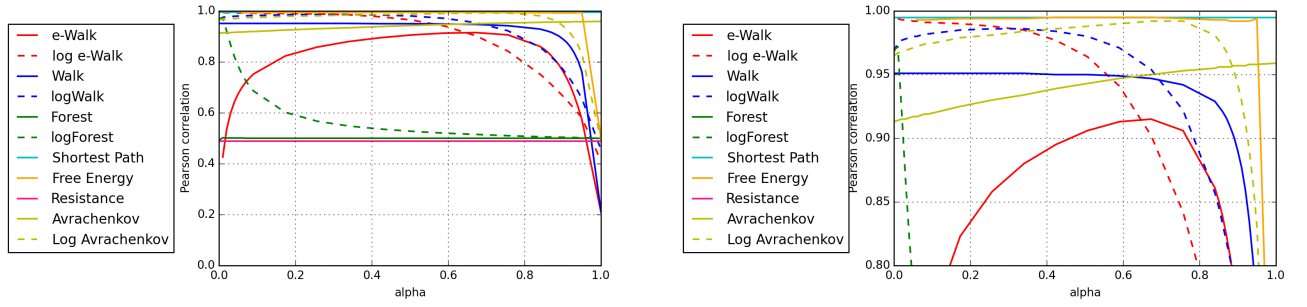 e-Walk
log e-Walk
Walk
logWalk
Forest
logForest
Shortest Path
Free Energy
Resistance
Avrachenkov
Log Avrachenkov
Pearson correlation
1.0
0.8
0.6
0.4
0.2
0.0
0.0 0.2 0.4 0.6 0.8 1.0
alpha
e-Walk
log e-Walk
Walk
logWalk
Forest
logForest
Shortest Path
Free Energy
Resistance
Avrachenkov
Log Avrachenkov
Pearson correlation
1.00
0.95
0.90
0.85
0.80
0.0 0.2 0.4 0.6 0.8 1.0
alpha